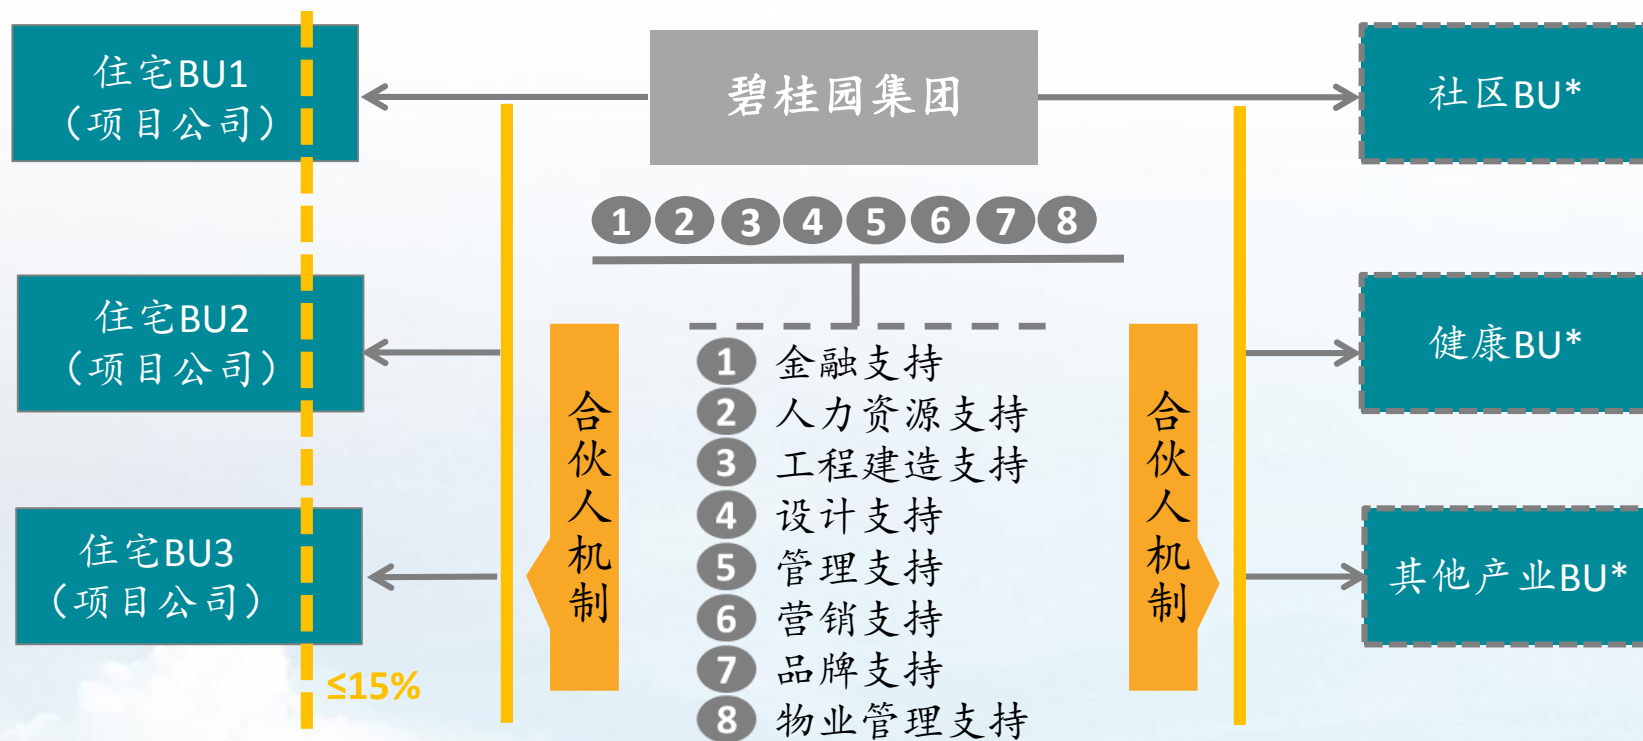 住宅BU1
（项目公司）
碧桂园集团
社区BU*
1 2 3 4 5 6 7 8
住宅BU2
（项目公司）
健康BU*
合伙人机制
1 金融支持
2 人力资源支持
3 工程建造支持
4 设计支持
5 管理支持
6 营销支持
7 品牌支持
8 物业管理支持
合伙人机制
住宅BU3
（项目公司）
其他产业BU*
≤15%